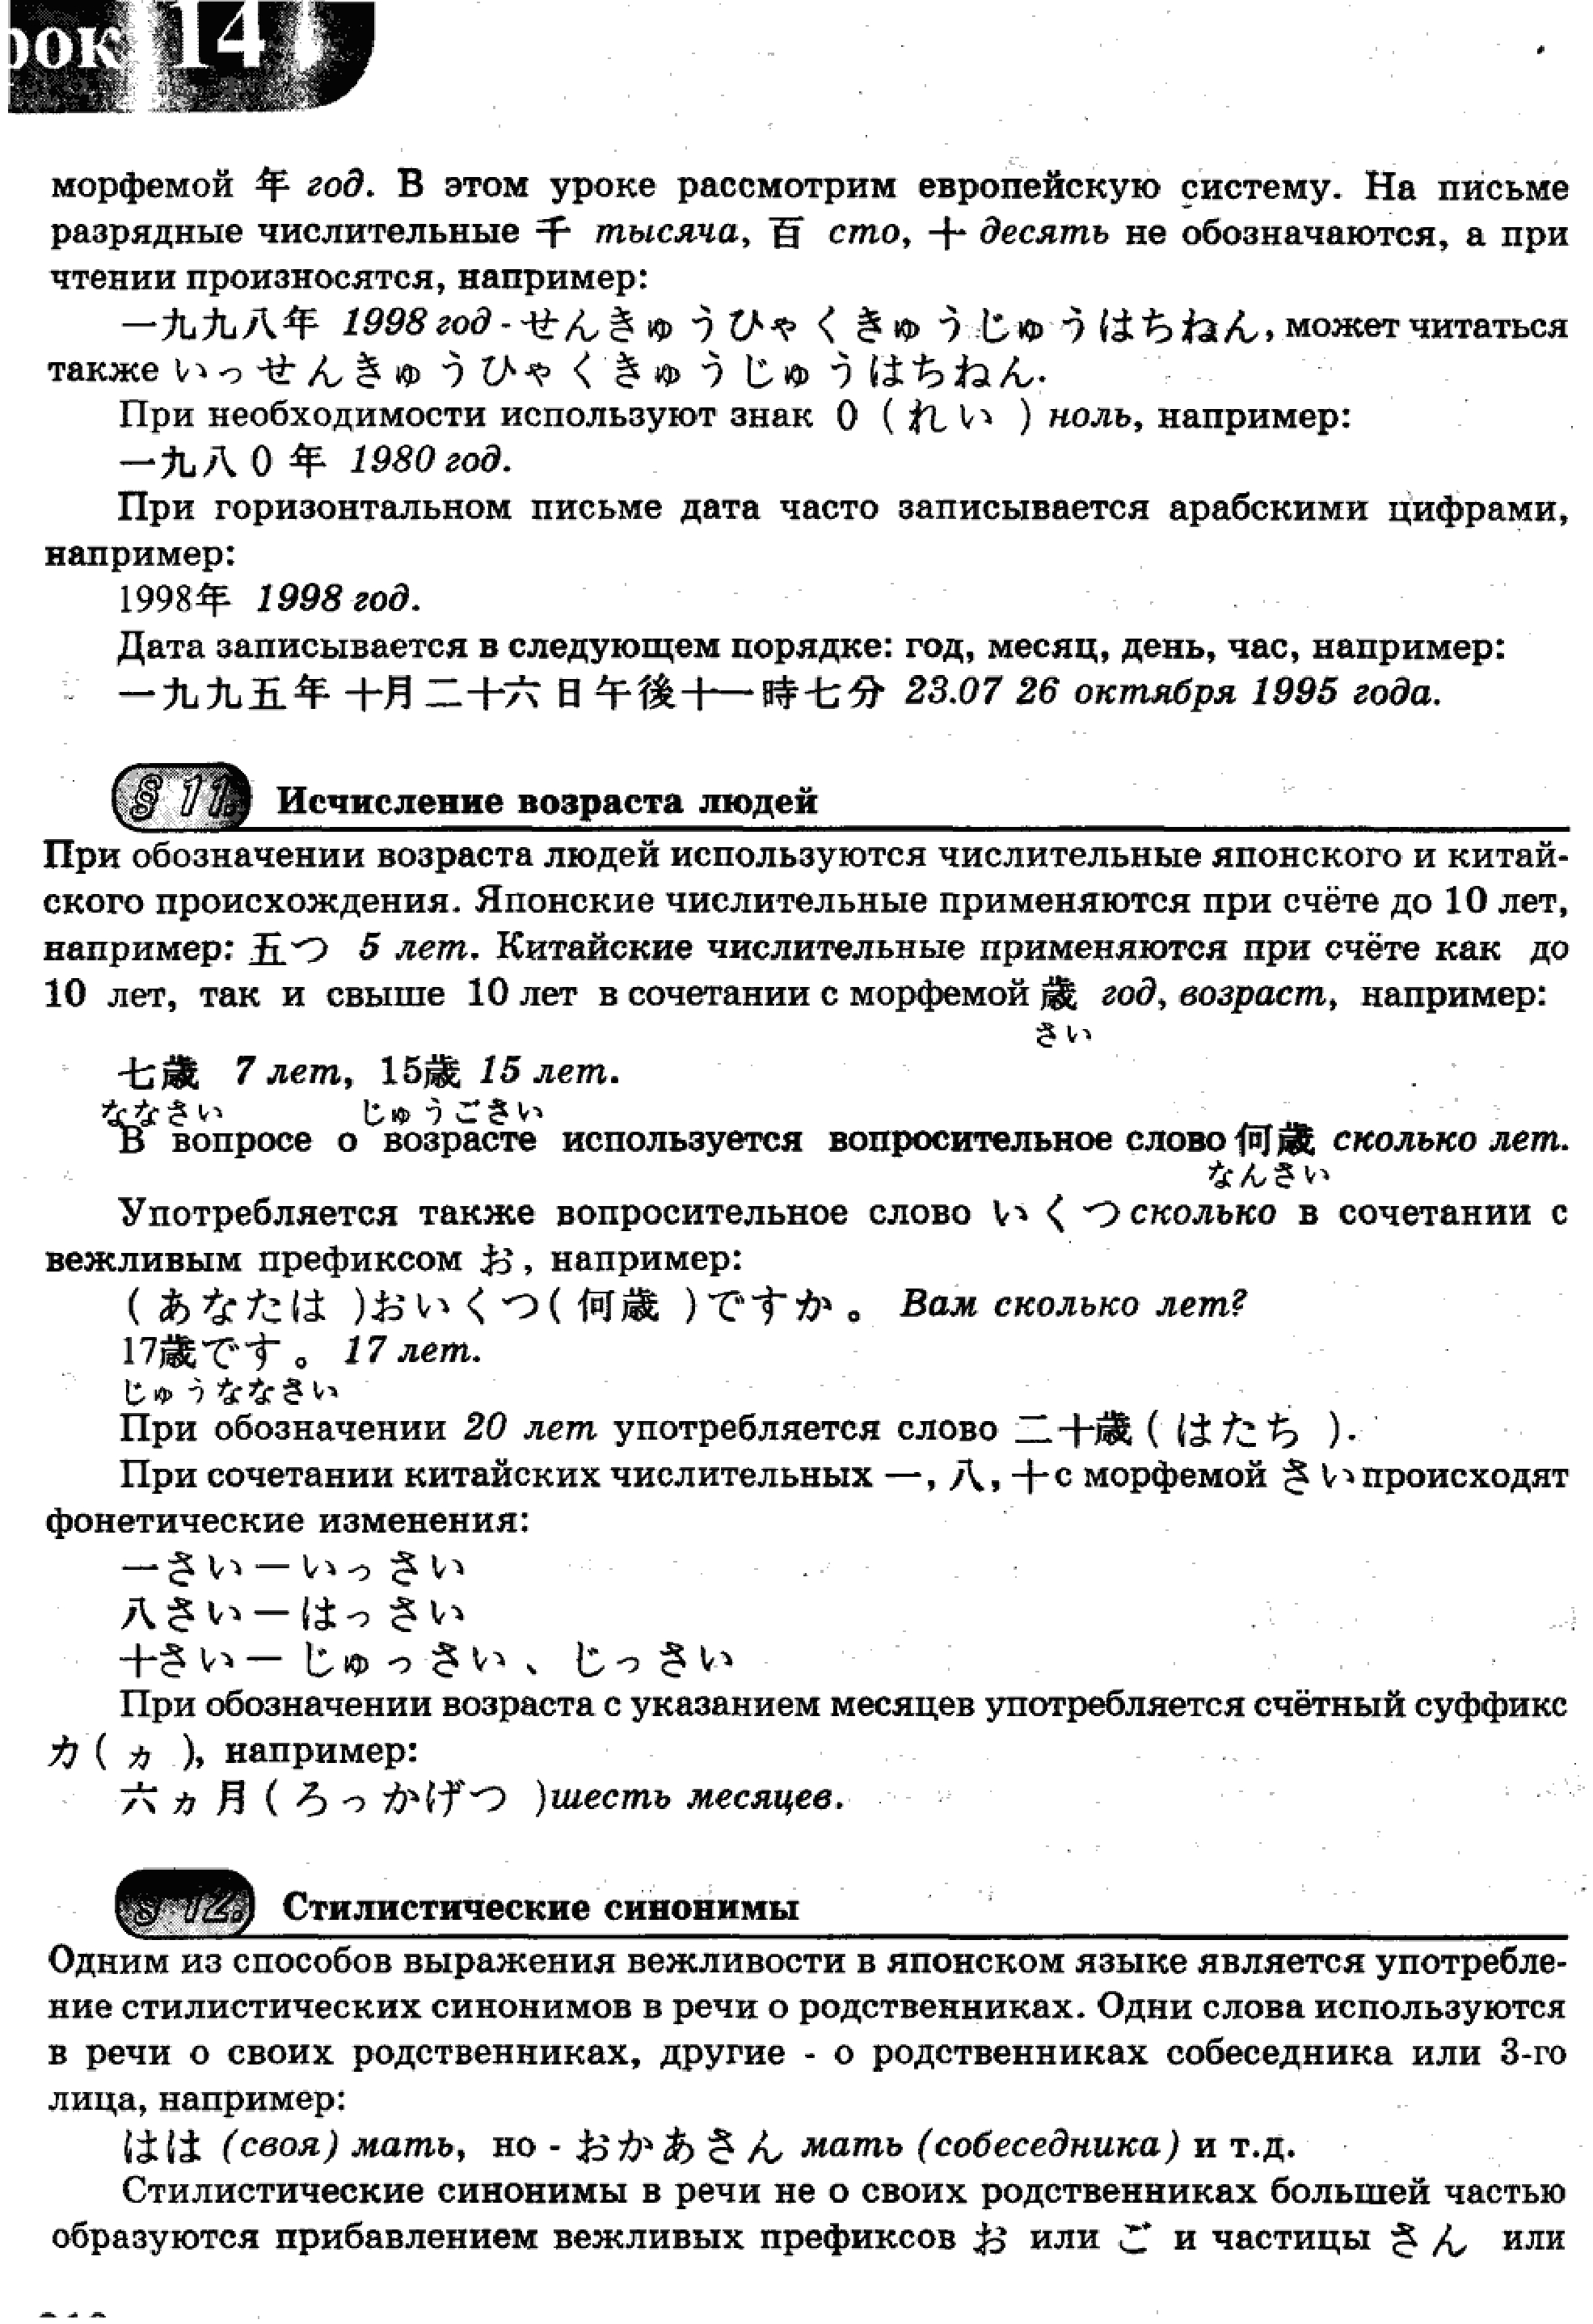 рок 14
морфемой 年 год. В этом уроке рассмотрим европейскую систему. На письме
разрядные числительные 千 тысяча, 百 сто, 十 десять не обозначаются, а при
чтении произносятся, например:
一九九八年 1998 год - せんきゅうひゃくきゅうじゅうはちねん, может читаться
также いっせんきゅうひゃくきゅうじゅうはちねん.
При необходимости используют знак 0 (れい) ноль, например:
一九八0年 1980 год.
При горизонтальном письме дата часто записывается арабскими цифрами,
например:
1998年 1998 год.
Дата записывается в следующем порядке: год, месяц, день, час, например:
一九九五年十月二十六日午後十一時七分 23.07 26 октября 1995 года.
§ 11. Исчисление возраста людей
При обозначении возраста людей используются числительные японского и китай-
ского происхождения. Японские числительные применяются при счёте до 10 лет,
например: 五つ 5 лет. Китайские числительные применяются при счёте как до
10 лет, так и свыше 10 лет в сочетании с морфемой 歳 год, возраст, например:
さい
七歳 7 лет, 15歳 15 лет.
ななさい じゅうごさい
В вопросе о возрасте используется вопросительное слово 何歳 сколько лет.
なんさい
Употребляется также вопросительное слово いくつ сколько в сочетании с
вежливым префиксом お, например:
(あなたは)おいくつ(何歳)ですか。 Вам сколько лет?
17歳です。 17 лет.
じゅうななさい
При обозначении 20 лет употребляется слово 二十歳(はたち).
При сочетании китайских числительных 一, 八, 十 с морфемой さい происходят
фонетические изменения:
一さい一いっさい
八さい一はっさい
十さい一じゅっさい、じっさい
При обозначении возраста с указанием месяцев употребляется счётный суффикс
カ(ヵ), например:
六ヵ月(ろっかげつ)шесть месяцев.
§ 12. Стилистические синонимы
Одним из способов выражения вежливости в японском языке является употребле-
ние стилистических синонимов в речи о родственниках. Одни слова используются
в речи о своих родственниках, другие - о родственниках собеседника или 3-го
лица, например:
はは (своя) мать, но - おかあさん мать (собеседника) и т.д.
Стилистические синонимы в речи не о своих родственниках большей частью
образуются прибавлением вежливых префиксов お или ご и частицы さん или